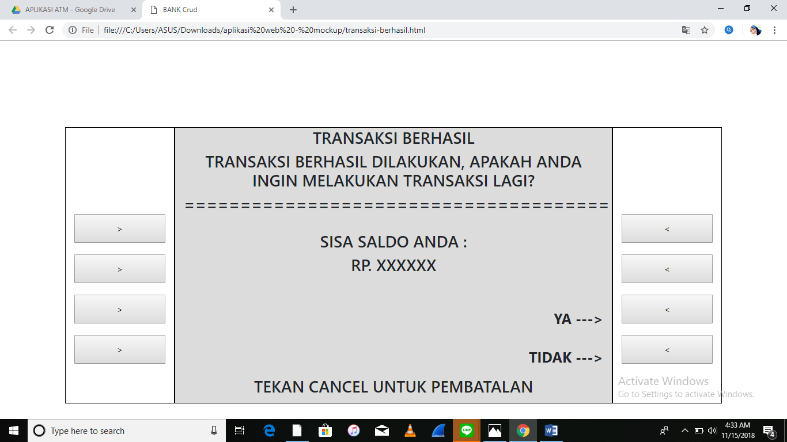 APLIKASI ATM - Google Drive
BANK Crud
File
file:///C:/Users/ASUS/Downloads/aplikasi%20web%20-%20mockup/transaksi-berhasil.html
TRANSAKSI BERHASIL
TRANSAKSI BERHASIL DILAKUKAN, APAKAH ANDA
INGIN MELAKUKAN TRANSAKSI LAGI?
======================================
> <
SISA SALDO ANDA :
> <
RP. XXXXXX
> <
YA --->
> <
TIDAK --->
TEKAN CANCEL UNTUK PEMBATALAN
Activate Windows
Go to Settings to activate Windows.
Type here to search
4:33 AM
11/15/2018
4